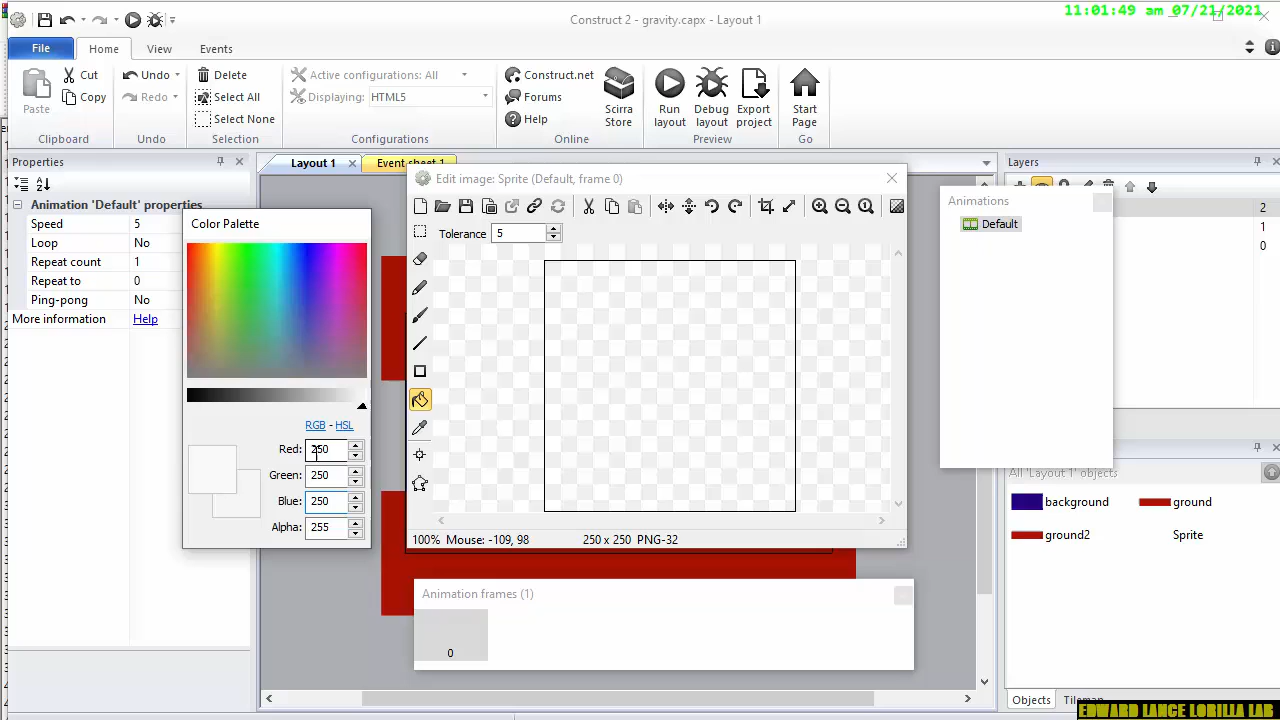 Construct 2 - gravity.capx - Layout 1
11:01:49 am 07/21/2021
File
Home
View
Events
Paste
Cut
Copy
Clipboard
Undo
Redo
Undo
Delete
Select All
Select None
Selection
Active configurations: All
Displaying: HTML5
Configurations
Construct.net
Forums
Help
Scirra Store
Online
Run layout
Debug layout
Export project
Preview
Start Page
Go
Properties
Animation 'Default' properties
Speed 5
Loop No
Repeat count 1
Repeat to 0
Ping-pong No
More information Help
Layout 1
Event sheet 1
Color Palette
RGB - HSL
Red: 250
Green: 250
Blue: 250
Alpha: 255
Edit image: Sprite (Default, frame 0)
Tolerance 5
100% Mouse: -109, 98 250 x 250 PNG-32
Animation frames (1)
0
Animations
Default
Layers
2
1
0
All 'Layout 1' objects
background
ground
ground2
Sprite
Objects
Tilemap
EDWARD LANCE LORILLA LAB